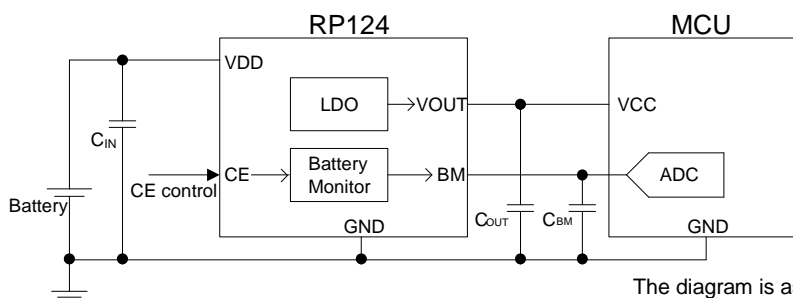 RP124
MCU
VDD
LDO
VOUT
VCC
CIN
CE control
CE
Battery
Monitor
BM
ADC
Battery
GND
COUT
CBM
GND
The diagram is a